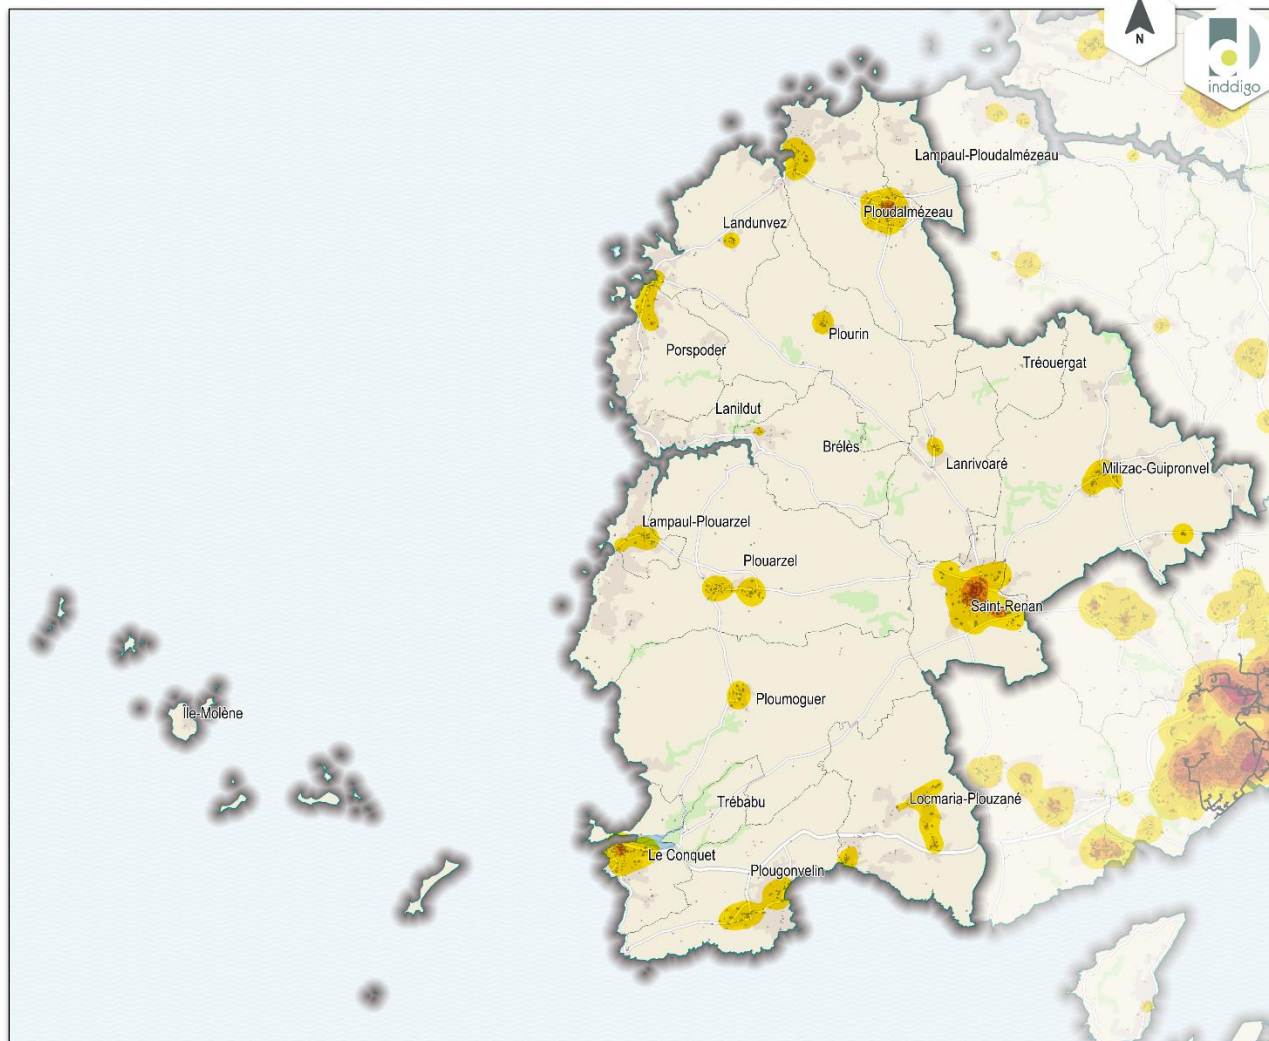 N
inddigo
Lampaul-Ploudalmézeau
Ploudalmézeau
Landunvez
Plourin
Porspoder
Tréouergat
Lanildut
Brélès
Lanrivoaré
Milizac-Guipronvel
Lampaul-Plouarzel
Plouarzel
Saint-Renan
Ploumoguer
Île-Molène
Trébabu
Locmaria-Plouzané
Le Conquet
Plougonvelin